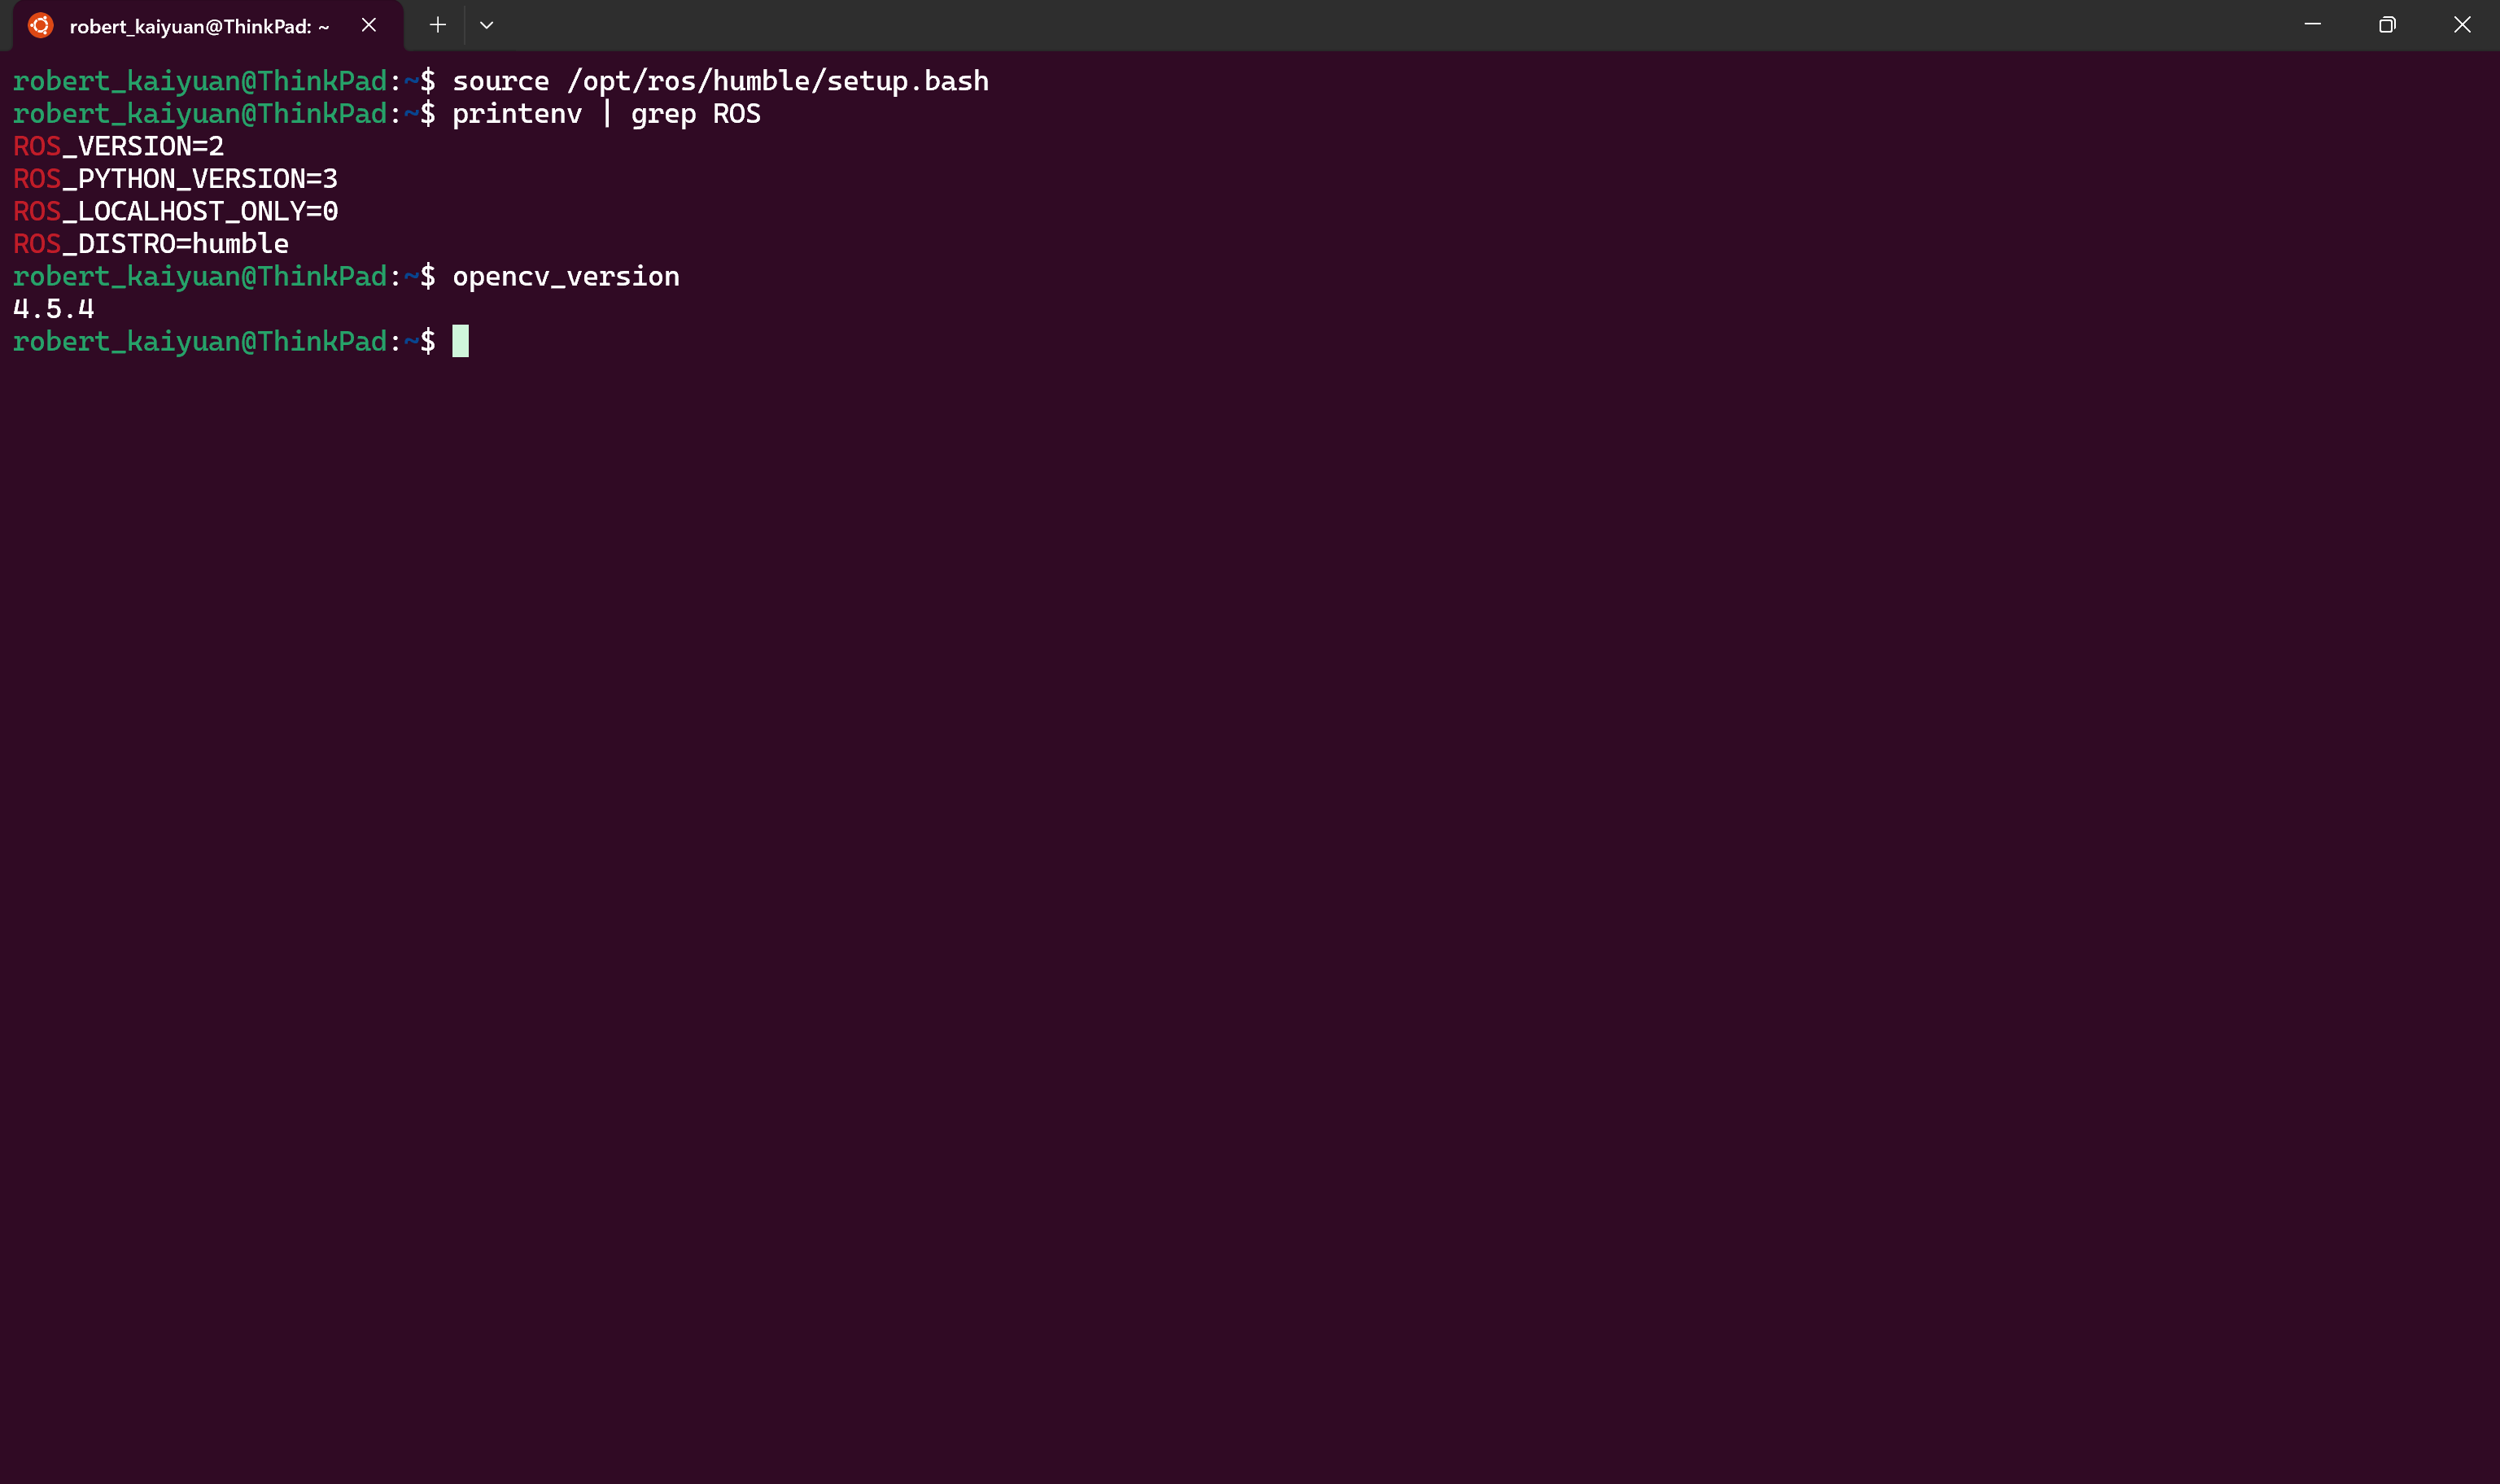 robert_kaiyuan@ThinkPad: ~
robert_kaiyuan@ThinkPad:~$ source /opt/ros/humble/setup.bash
robert_kaiyuan@ThinkPad:~$ printenv | grep ROS
ROS_VERSION=2
ROS_PYTHON_VERSION=3
ROS_LOCALHOST_ONLY=0
ROS_DISTRO=humble
robert_kaiyuan@ThinkPad:~$ opencv_version
4.5.4
robert_kaiyuan@ThinkPad:~$